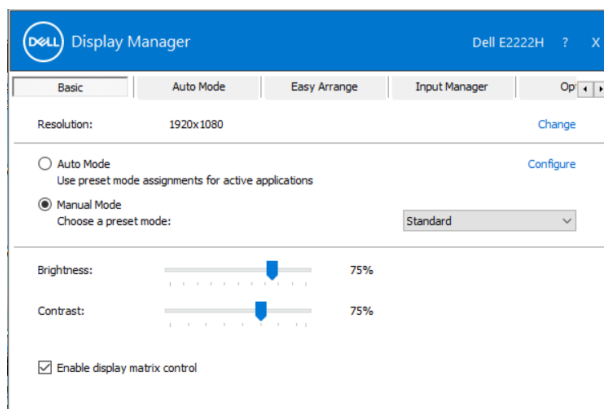 DELL Display Manager Dell E2222H ? X
Basic Auto Mode Easy Arrange Input Manager
Resolution: 1920x1080 Change
Auto Mode Configure
Use preset mode assignments for active applications
Manual Mode
Choose a preset mode: Standard
Brightness: 75%
Contrast: 75%
Enable display matrix control